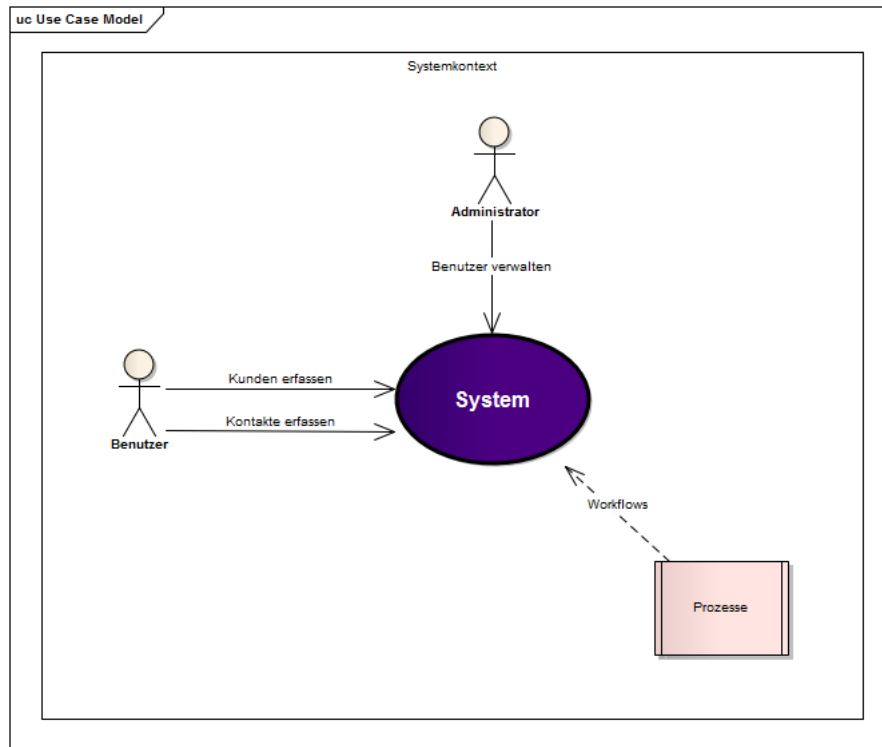 uc Use Case Model
Systemkontext
Administrator
Benutzer verwalten
Kunden erfassen
System
Kontakte erfassen
Benutzer
Workflows
Prozesse